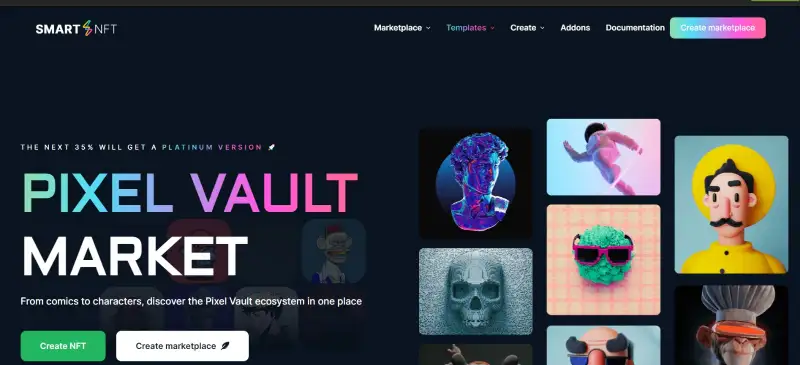 SMART NFT
Marketplace Templates Create Addons Documentation Create marketplace
THE NEXT 35% WILL GET A PLATINUM VERSION
PIXEL VAULT
MARKET
From comics to characters, discover the Pixel Vault ecosystem in one place
Create NFT Create marketplace